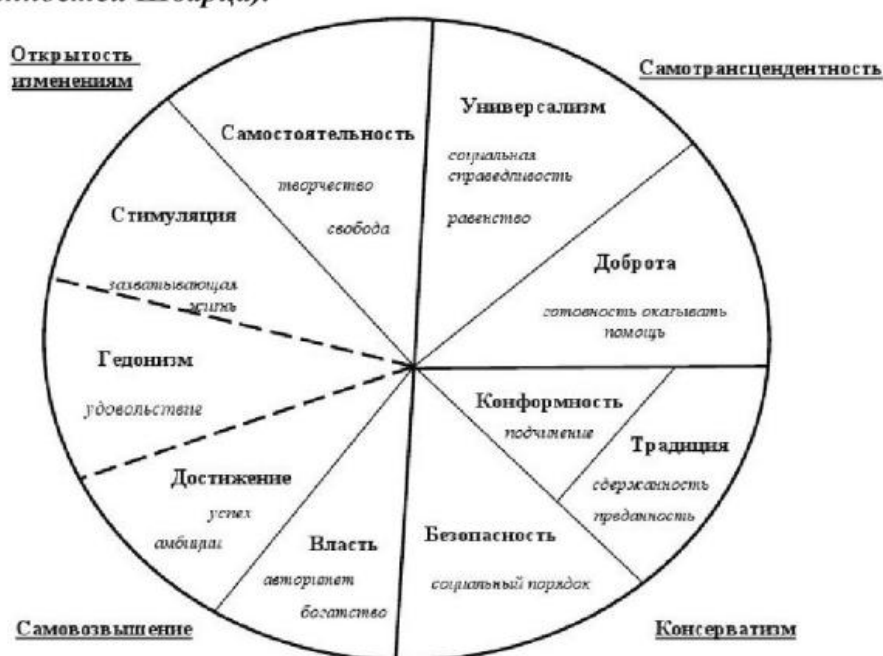 Шварца).
Открытость
изменениям
Самотрансцендентность
Универсализм
социальная
справедливость
равенство
Самостоятельность
творчество
свобода
Стимуляция
захватывающая
жизнь
Доброта
готовность оказывать
помощь
Гедонизм
удовольствие
Конформность
подчинение
Традиция
сдержанность
преданность
Достижение
успех
амбиции
Власть
авторитет
богатство
Безопасность
социальный порядок
Самовозвышение
Консерватизм